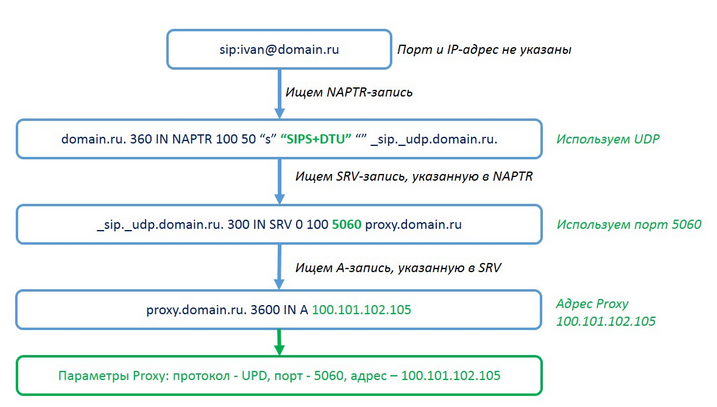 sip:ivan@domain.ru
Порт и IP-адрес не указаны
Ищем NAPTR-запись
domain.ru. 360 IN NAPTR 100 50 “s” “SIPS+DTU” “” _sip._udp.domain.ru.
Используем UDP
Ищем SRV-запись, указанную в NAPTR
_sip._udp.domain.ru. 300 IN SRV 0 100 5060 proxy.domain.ru
Используем порт 5060
Ищем А-запись, указанную в SRV
proxy.domain.ru. 3600 IN A 100.101.102.105
Адрес Proxy
100.101.102.105
Параметры Proxy: протокол - UPD, порт - 5060, адрес – 100.101.102.105